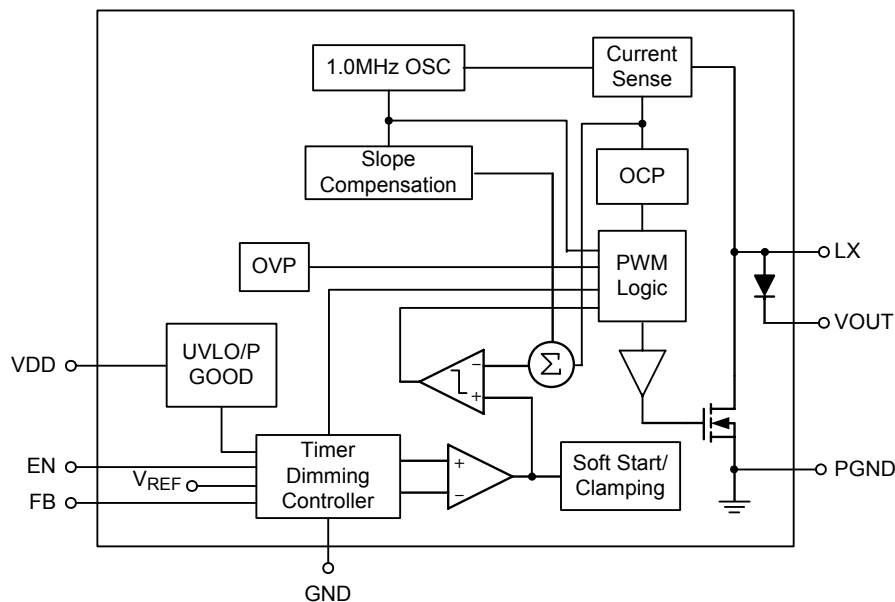 1.0MHz OSC
Current
Sense
Slope
Compensation
OCP
OVP
PWM
Logic
LX
VOUT
VDD
UVLO/P
GOOD
Σ
−
+
EN
VREF
FB
Timer
Dimming
Controller
+
−
Soft Start/
Clamping
PGND
GND